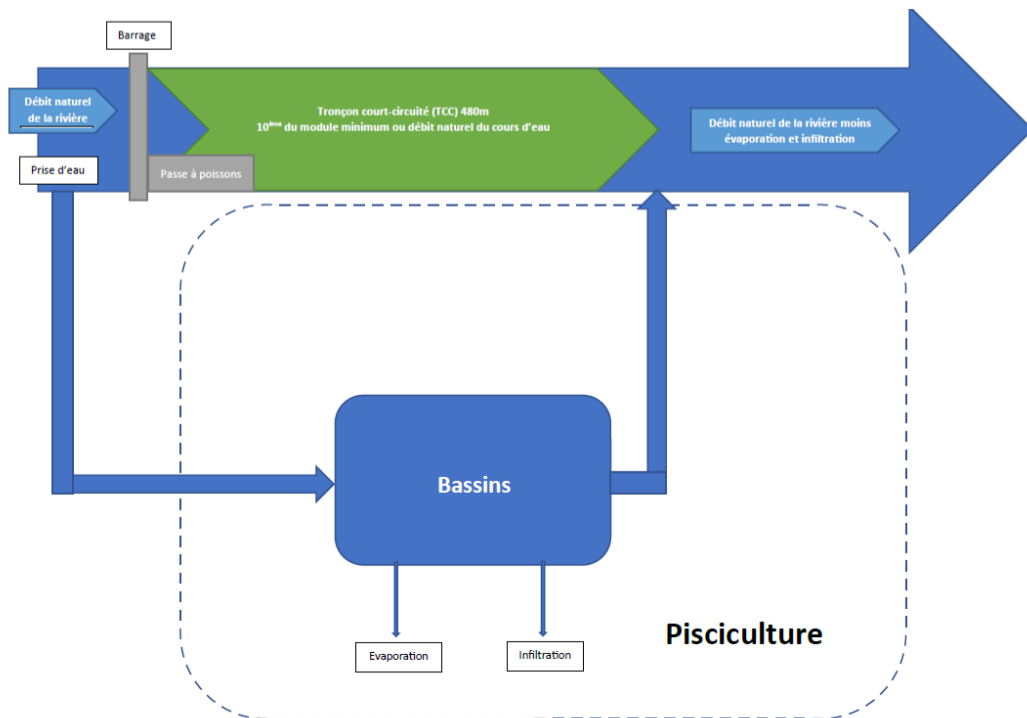 Barrage
Débit naturel
de la rivière
Tronçon court-circuité (TCC) 480m
10ème du module minimum ou débit naturel du cours d'eau
Débit naturel de la rivière moins
évaporation et infiltration
Prise d'eau
Passe à poissons
Bassins
Evaporation
Infiltration
Pisciculture